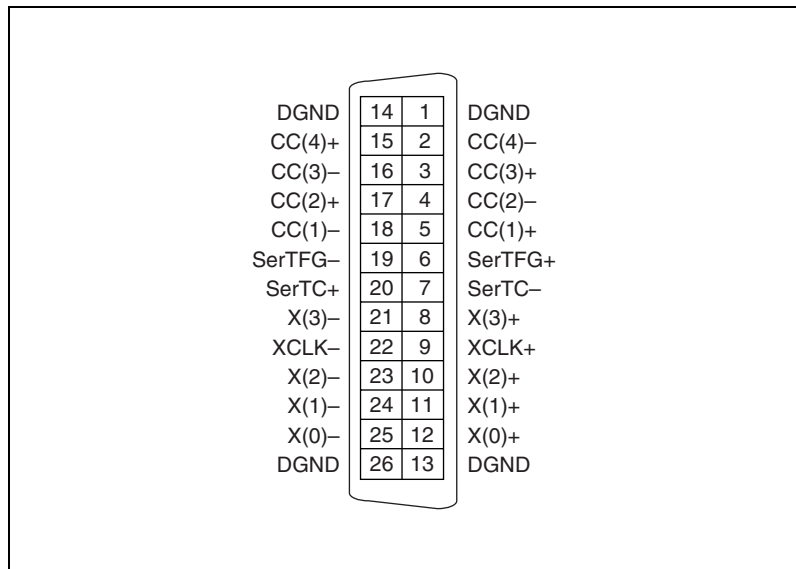 DGND 14 1 DGND
CC(4)+ 15 2 CC(4)–
CC(3)– 16 3 CC(3)+
CC(2)+ 17 4 CC(2)–
CC(1)– 18 5 CC(1)+
SerTFG– 19 6 SerTFG+
SerTC+ 20 7 SerTC–
X(3)– 21 8 X(3)+
XCLK– 22 9 XCLK+
X(2)– 23 10 X(2)+
X(1)– 24 11 X(1)+
X(0)– 25 12 X(0)+
DGND 26 13 DGND